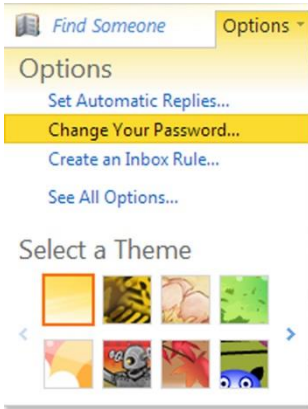 Find Someone Options
Options
Set Automatic Replies...
Change Your Password...
Create an Inbox Rule...
See All Options...
Select a Theme